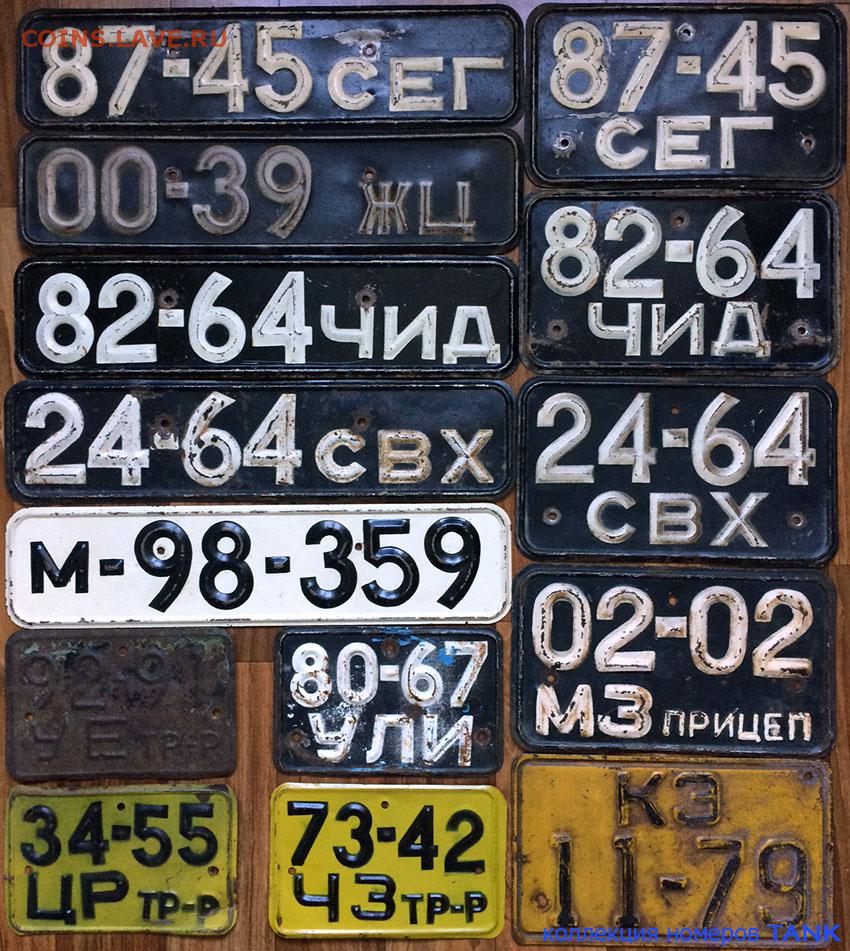 COINS.LAVE.RU
87-45 СЕГ
87-45
СЕГ
00-39 ЖЦ
82-64 ЧИД
82-64
ЧИД
24-64 СВХ
24-64
СВХ
М-98-359
02-02
МЗ ПРИЦЕП
УЕ ТР-Р
80-67
УЛИ
34-55
ЦР ТР-Р
73-42
ЧЗ ТР-Р
КЭ
11-79
коллекция номеров TANK